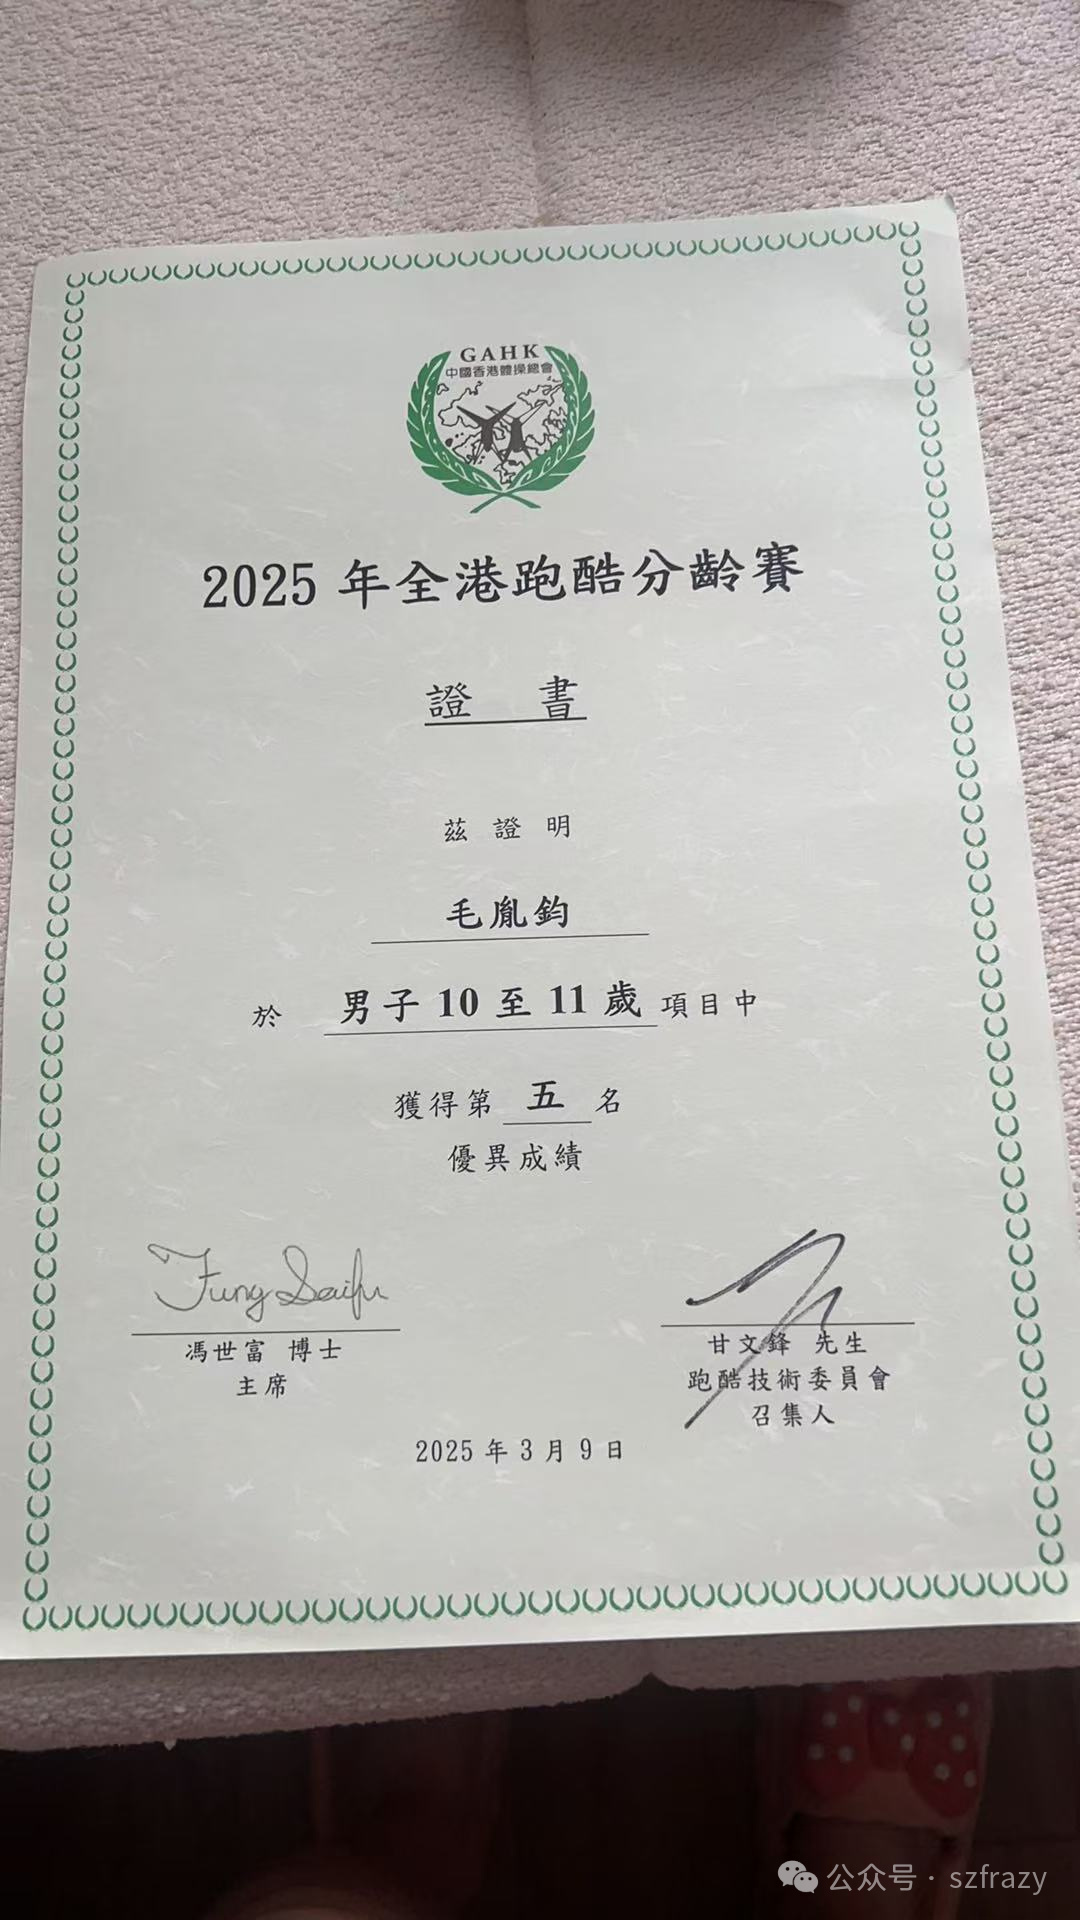 GAHK
中國香港體操總會
2025 年全港跑酷分齡賽
證 書
茲 證 明
毛胤鈞
於 男子 10 至 11 歲 項目中
獲得第 五 名
優異成績
Fung Saifu
馮世富 博士
主席
甘文鋒 先生
跑酷技術委員會
召集人
2025 年 3 月 9 日
公众号 · szfrazy